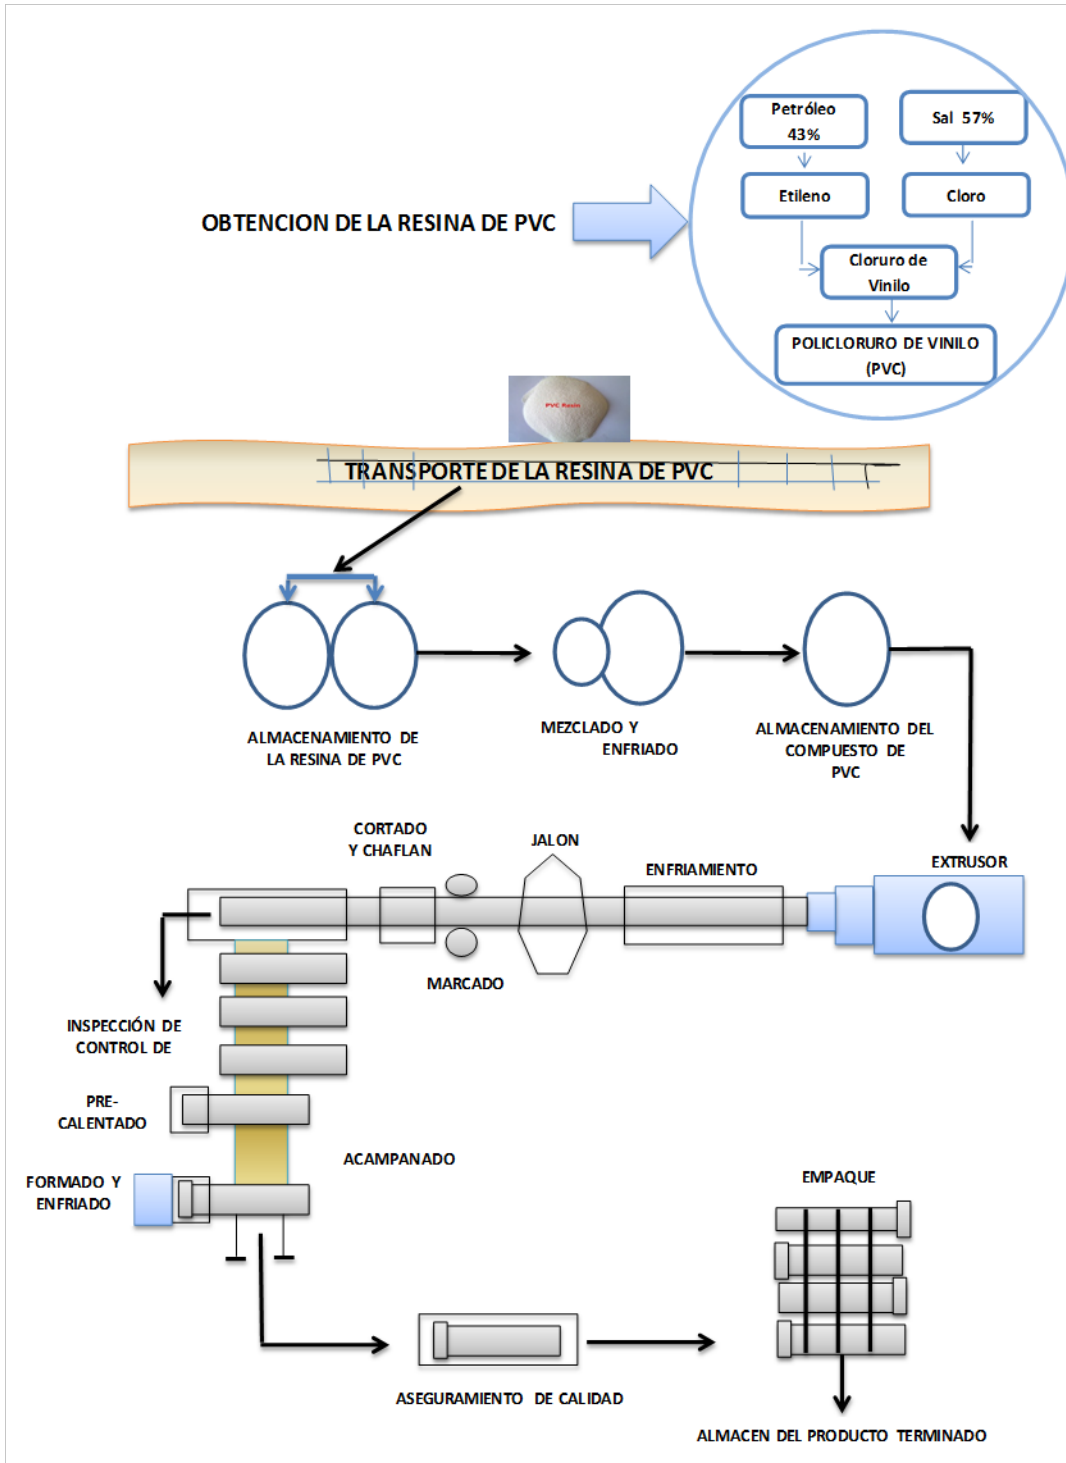 Petróleo
43%
Sal 57%
Etileno
Cloro
OBTENCION DE LA RESINA DE PVC
Cloruro de
Vinilo
POLICLORURO DE VINILO
(PVC)
PVC Resin
TRANSPORTE DE LA RESINA DE PVC
ALMACENAMIENTO DE
LA RESINA DE PVC
MEZCLADO Y
ENFRIADO
ALMACENAMIENTO DEL
COMPUESTO DE
PVC
CORTADO
Y CHAFLAN
JALON
ENFRIAMIENTO
EXTRUSOR
MARCADO
INSPECCIÓN DE
CONTROL DE
PRE-
CALENTADO
ACAMPANADO
FORMADO Y
ENFRIADO
EMPAQUE
ASEGURAMIENTO DE CALIDAD
ALMACEN DEL PRODUCTO TERMINADO